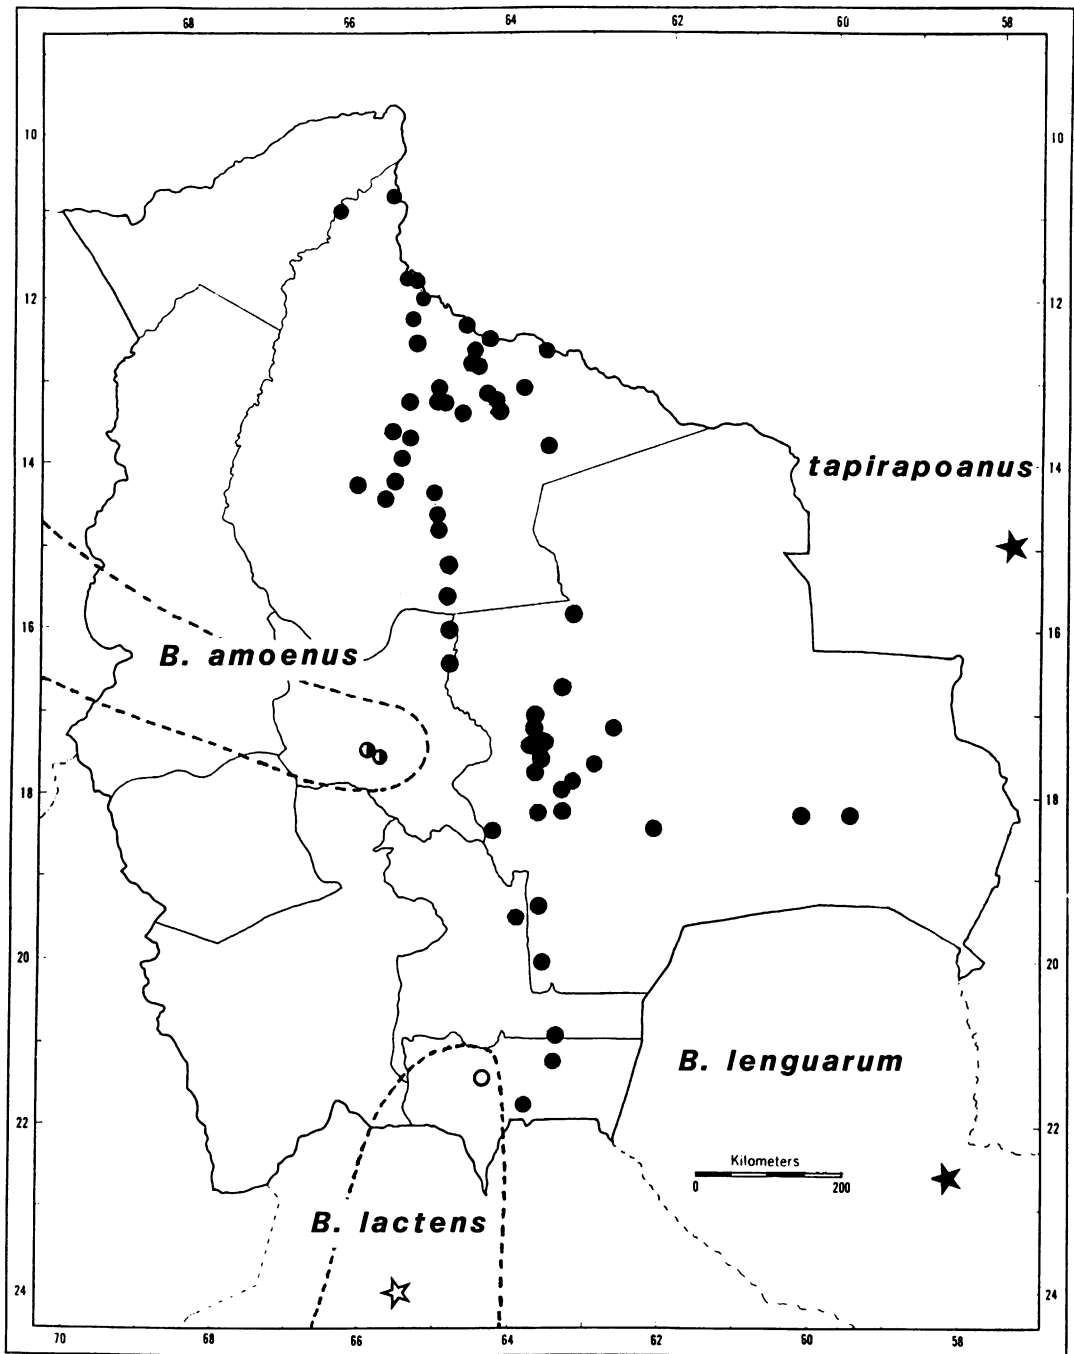 68 66 64 62 60 58
10 10
12 12
14 14
tapirapoanus
16 16
B. amoenus
18 18
20 20
B. lenguarum
22 22
Kilometers
0 200
B. lactens
24 24
70 68 66 64 62 60 58